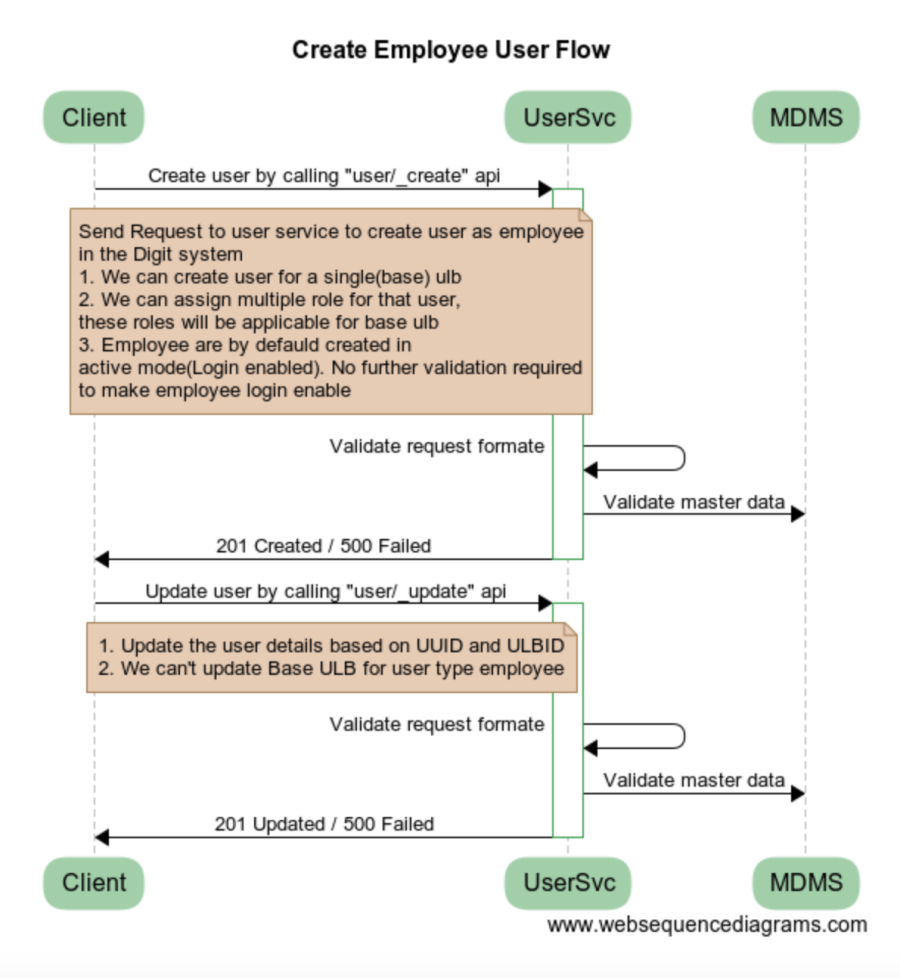 Create Employee User Flow
Client
UserSvc
MDMS
Create user by calling "user/_create" api
Send Request to user service to create user as employee
in the Digit system
1. We can create user for a single(base) ulb
2. We can assign multiple role for that user,
these roles will be applicable for base ulb
3. Employee are by defauld created in
active mode(Login enabled). No further validation required
to make employee login enable
Validate request formate
Validate master data
201 Created / 500 Failed
Update user by calling "user/_update" api
1. Update the user details based on UUID and ULBID
2. We can't update Base ULB for user type employee
Validate request formate
Validate master data
201 Updated / 500 Failed
Client
UserSvc
MDMS
www.websequencediagrams.com